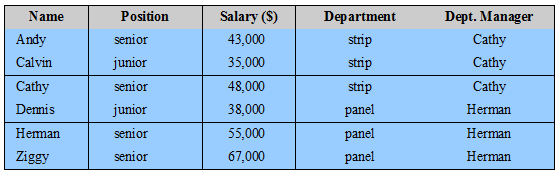 Name Position Salary ($) Department Dept. Manager
Andy senior 43,000 strip Cathy
Calvin junior 35,000 strip Cathy
Cathy senior 48,000 strip Cathy
Dennis junior 38,000 panel Herman
Herman senior 55,000 panel Herman
Ziggy senior 67,000 panel Herman